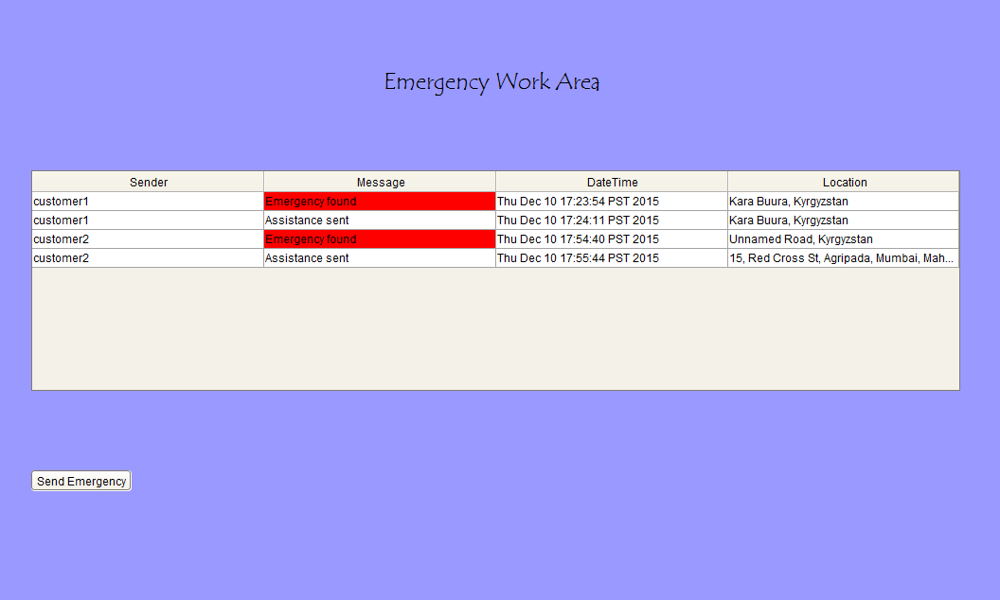 Emergency Work Area
Sender Message DateTime Location
customer1 Emergency found Thu Dec 10 17:23:54 PST 2015 Kara Buura, Kyrgyzstan
customer1 Assistance sent Thu Dec 10 17:24:11 PST 2015 Kara Buura, Kyrgyzstan
customer2 Emergency found Thu Dec 10 17:54:40 PST 2015 Unnamed Road, Kyrgyzstan
customer2 Assistance sent Thu Dec 10 17:55:44 PST 2015 15, Red Cross St, Agripada, Mumbai, Mah...
Send Emergency